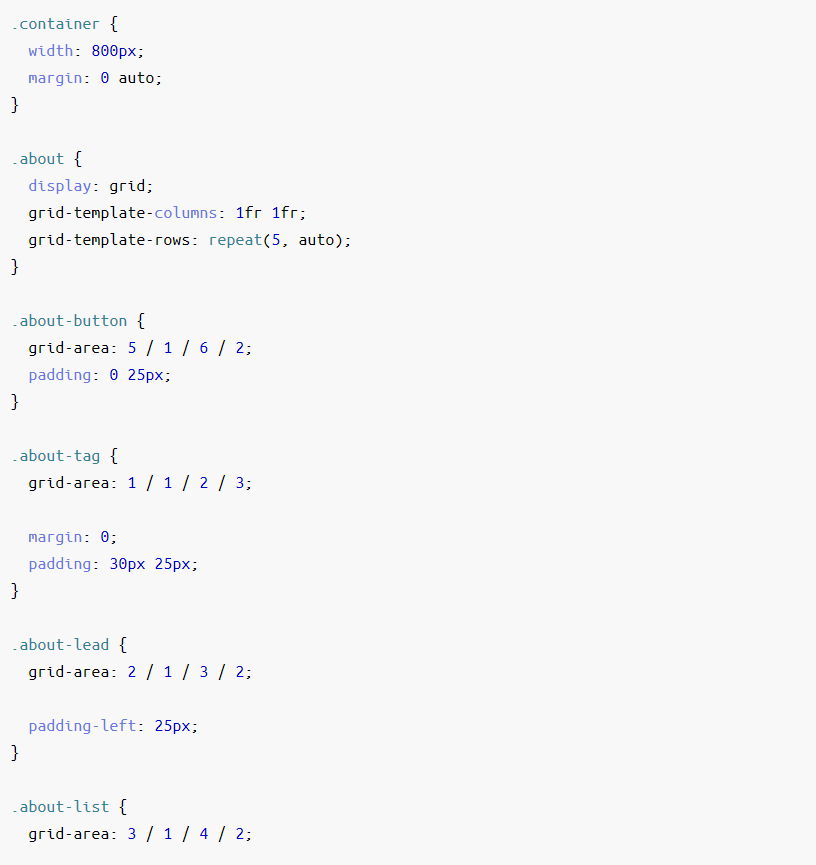 .container {
  width: 800px;
  margin: 0 auto;
}

.about {
  display: grid;
  grid-template-columns: 1fr 1fr;
  grid-template-rows: repeat(5, auto);
}

.about-button {
  grid-area: 5 / 1 / 6 / 2;
  padding: 0 25px;
}

.about-tag {
  grid-area: 1 / 1 / 2 / 3;

  margin: 0;
  padding: 30px 25px;
}

.about-lead {
  grid-area: 2 / 1 / 3 / 2;

  padding-left: 25px;
}

.about-list {
  grid-area: 3 / 1 / 4 / 2;